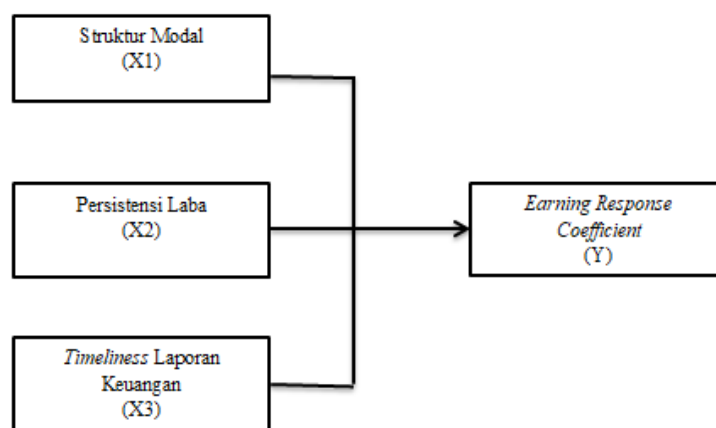 Struktur Modal
(X1)
Persistensi Laba
(X2)
Timeliness Laporan
Keuangan
(X3)
Earning Response
Coefficient
(Y)